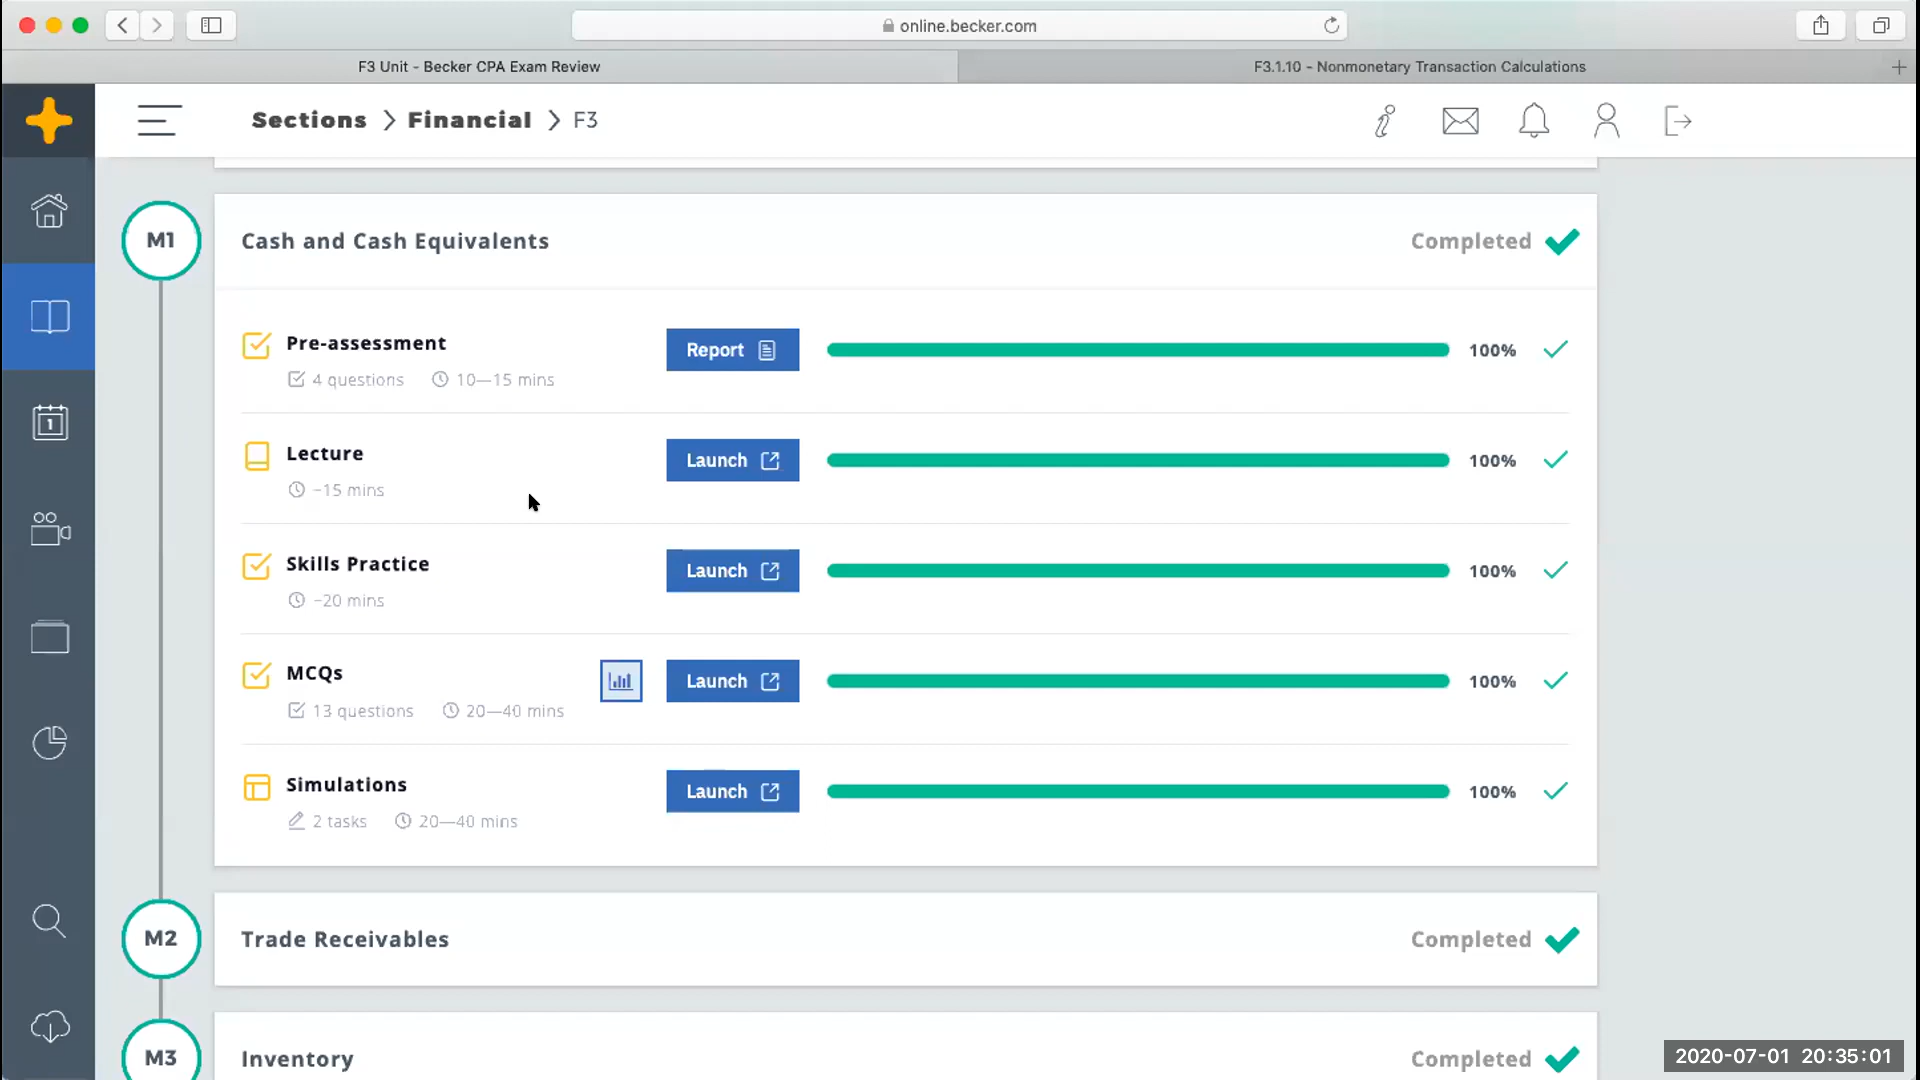 online.becker.com
F3 Unit - Becker CPA Exam Review
F3.1.10 - Nonmonetary Transaction Calculations
Sections > Financial > F3
M1
Cash and Cash Equivalents
Completed
Pre-assessment
4 questions 10—15 mins
Report
100%
Lecture
~15 mins
Launch
100%
Skills Practice
~20 mins
Launch
100%
MCQs
13 questions 20—40 mins
Launch
100%
Simulations
2 tasks 20—40 mins
Launch
100%
M2
Trade Receivables
Completed
M3
Inventory
Completed
1
2020-07-01 20:35:01